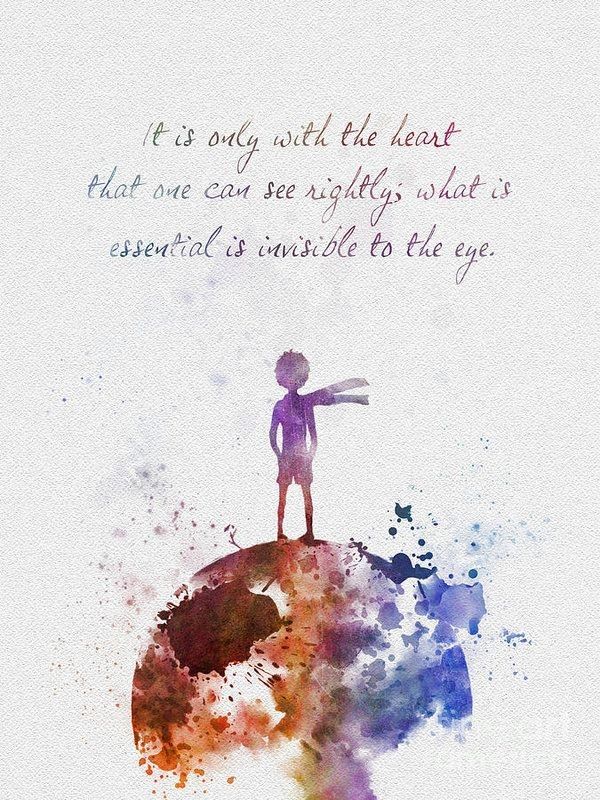 It is only with the heart
that one can see rightly; what is
essential is invisible to the eye.